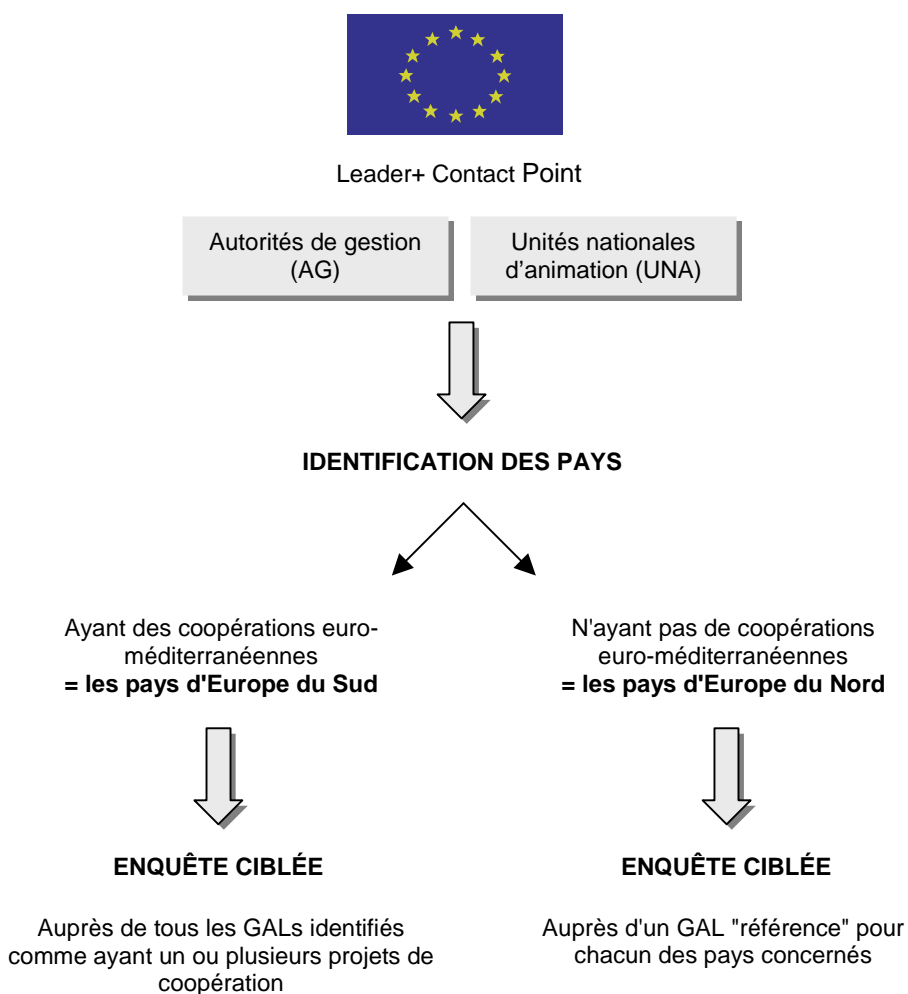 Leader+ Contact Point
Autorités de gestion
(AG)
Unités nationales
d’animation (UNA)
IDENTIFICATION DES PAYS
Ayant des coopérations euro-
méditerranéennes
= les pays d'Europe du Sud
N'ayant pas de coopérations
euro-méditerranéennes
= les pays d'Europe du Nord
ENQUÊTE CIBLÉE
Auprès de tous les GALs identifiés
comme ayant un ou plusieurs projets de
coopération
ENQUÊTE CIBLÉE
Auprès d'un GAL "référence" pour
chacun des pays concernés